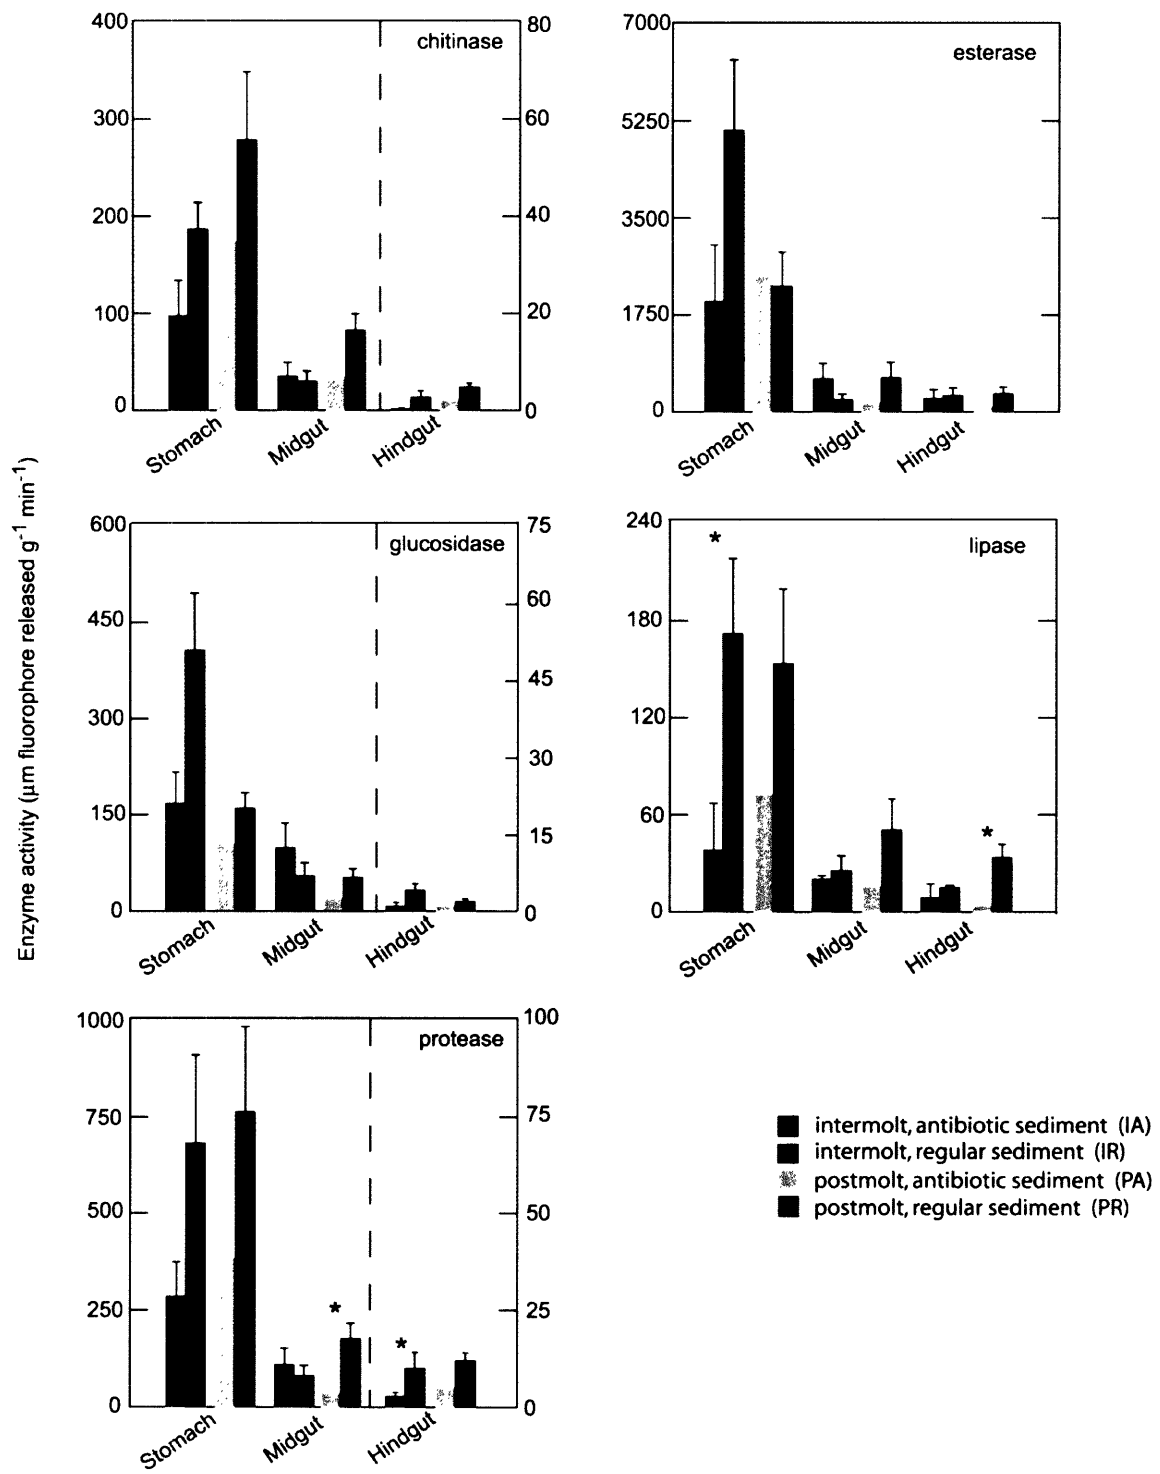 Enzyme activity (µm fluorophore released g-1 min-1)
400
300
200
100
0
chitinase
80
60
40
20
0
Stomach
Midgut
Hindgut
7000
5250
3500
1750
0
esterase
Stomach
Midgut
Hindgut
600
450
300
150
0
glucosidase
75
60
45
30
15
0
Stomach
Midgut
Hindgut
240
180
120
60
0
*
lipase
*
Stomach
Midgut
Hindgut
1000
750
500
250
0
protease
*
*
100
75
50
25
0
Stomach
Midgut
Hindgut
intermolt, antibiotic sediment (IA)
intermolt, regular sediment (IR)
postmolt, antibiotic sediment (PA)
postmolt, regular sediment (PR)